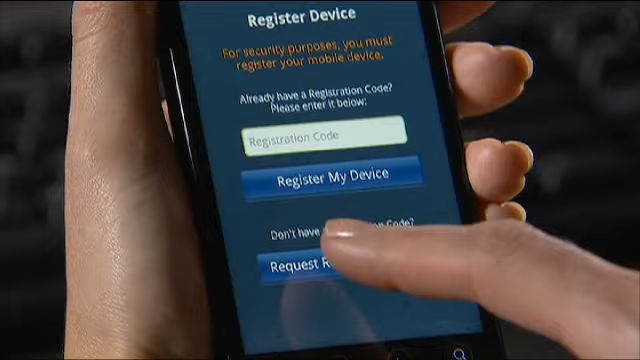 Register Device
For security purposes, you must
register your mobile device.
Already have a Registration Code?
Please enter it below:
Registration Code
Register My Device
Don't have Code?
Request